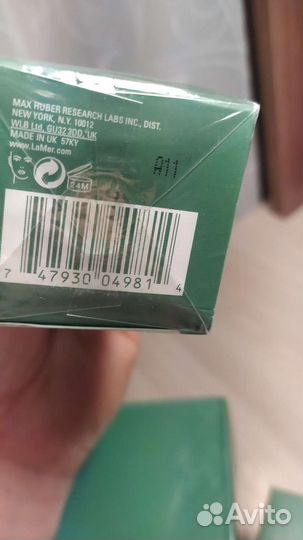 MAX HUBER RESEARCH LABS INC., DIST.
NEW YORK, N.Y. 10012
WLB Ltd, GU32 3DD, UK
MADE IN UK 57KY
www.LaMer.com
24M
7 47930 04981 4
Avito